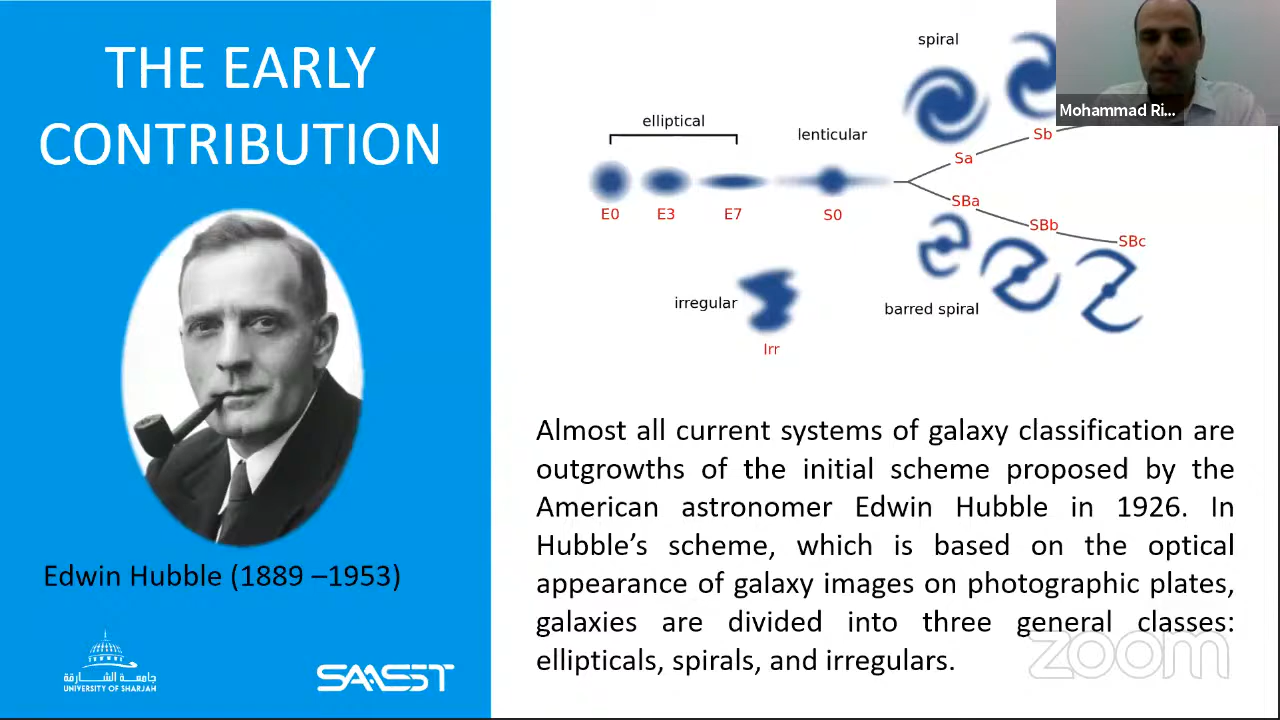 THE EARLY
CONTRIBUTION
Edwin Hubble (1889 –1953)
جامعة الشارقة
UNIVERSITY OF SHARJAH
SAASST
spiral
elliptical
lenticular
Sa
Sb
E0
E3
E7
S0
SBa
SBb
SBc
irregular
Irr
barred spiral
Mohammad Ri...
Almost all current systems of galaxy classification are
outgrowths of the initial scheme proposed by the
American astronomer Edwin Hubble in 1926. In
Hubble’s scheme, which is based on the optical
appearance of galaxy images on photographic plates,
galaxies are divided into three general classes:
ellipticals, spirals, and irregulars.
zoom